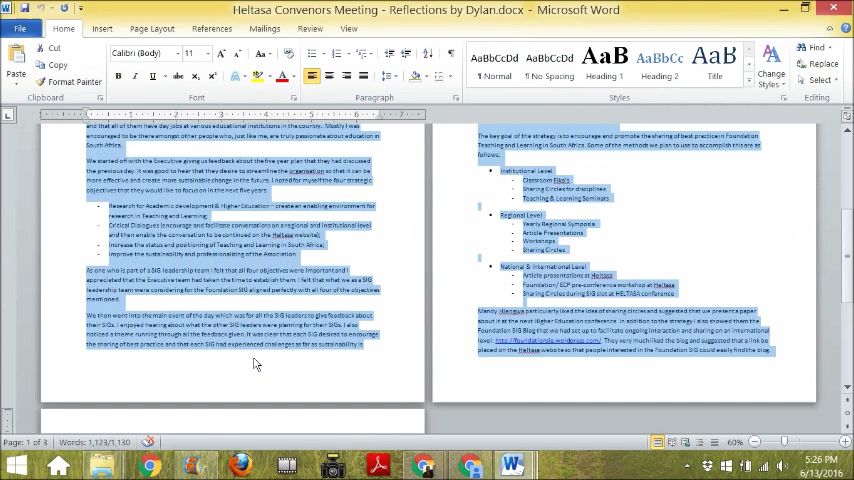 Heltasa Convenors Meeting - Reflections by Dylan.docx - Microsoft Word
File Home Insert Page Layout References Mailings Review View
Paste Cut Copy Format Painter Clipboard
Calibri (Body) 11 Font
Paragraph
AaBbCcDd AaBbCcDd AaB AaBbCc AaB
¶ Normal ¶ No Spacing Heading 1 Heading 2 Title
Change Styles Styles
Find Replace Select Editing
and that all of them have day jobs at various educational institutions in the country. Mostly I was
encouraged to be there amongst other people who, just like me, are truly passionate about education in
South Africa.
We started off with the Executive giving us feedback about the five year plan that they had discussed
the previous day. It was good to hear that they desire to streamline the organisation so that it can be
more effective and create more sustainable change in the future. I noted for myself the four strategic
objectives that they would like to focus on in the next five years:
- Research for Academic development & Higher Education – create an enabling environment for
research in Teaching and Learning;
- Critical Dialogues (encourage and facilitate conversations on a regional and institutional level
and then enable the conversation to be continued on the Heltasa website);
- Increase the status and positioning of Teaching and Learning in South Africa;
- Improve the sustainability and professionalizing of the Association.
As one who is part of a SIG leadership team I felt that all four objectives were important and I
appreciated that the Executive team had taken the time to establish them. I felt that what we as a SIG
leadership team were considering for the Foundation SIG aligned perfectly with all four of the objectives
mentioned.
We then went into the main event of the day which was for all the SIG leaders to give feedback about
their SIGs. I enjoyed hearing about what the other SIG leaders were planning for their SIGs. I also
noticed a theme running through all the feedback given. It was clear that each SIG desired to encourage
the sharing of best practice and that each SIG had experienced challenges as far as sustainability is
The key goal of the strategy is to encourage and promote the sharing of best practice in Foundation
Teaching and Learning in South Africa. Some of the methods we plan to use to accomplish this are as
follows:
• Institutional Level
- Classroom Fika's
- Sharing Circles for disciplines
- Teaching & Learning Seminars
• Regional Level
- Yearly Regional Symposia
- Article Presentations
- Workshops
- Sharing Circles
• National & International Level
- Article presentations at Heltasa
- Foundation/ ECP pre-conference workshop at Heltasa
- Sharing Circles during SIG slot at HELTASA conference
Mandy particularly liked the idea of sharing circles and suggested that we present a paper
about it at the next Higher Education conference. In addition to the strategy I also showed them the
Foundation SIG Blog that we had set up to facilitate ongoing interaction and sharing on an international
level: http://foundationsig.wordpress.com/. They very much liked the blog and suggested that a link be
placed on the Heltasa website so that people interested in the Foundation SIG could easily find the blog.
Page: 1 of 3 Words: 1,123/1,130 60%
5:26 PM
6/13/2016